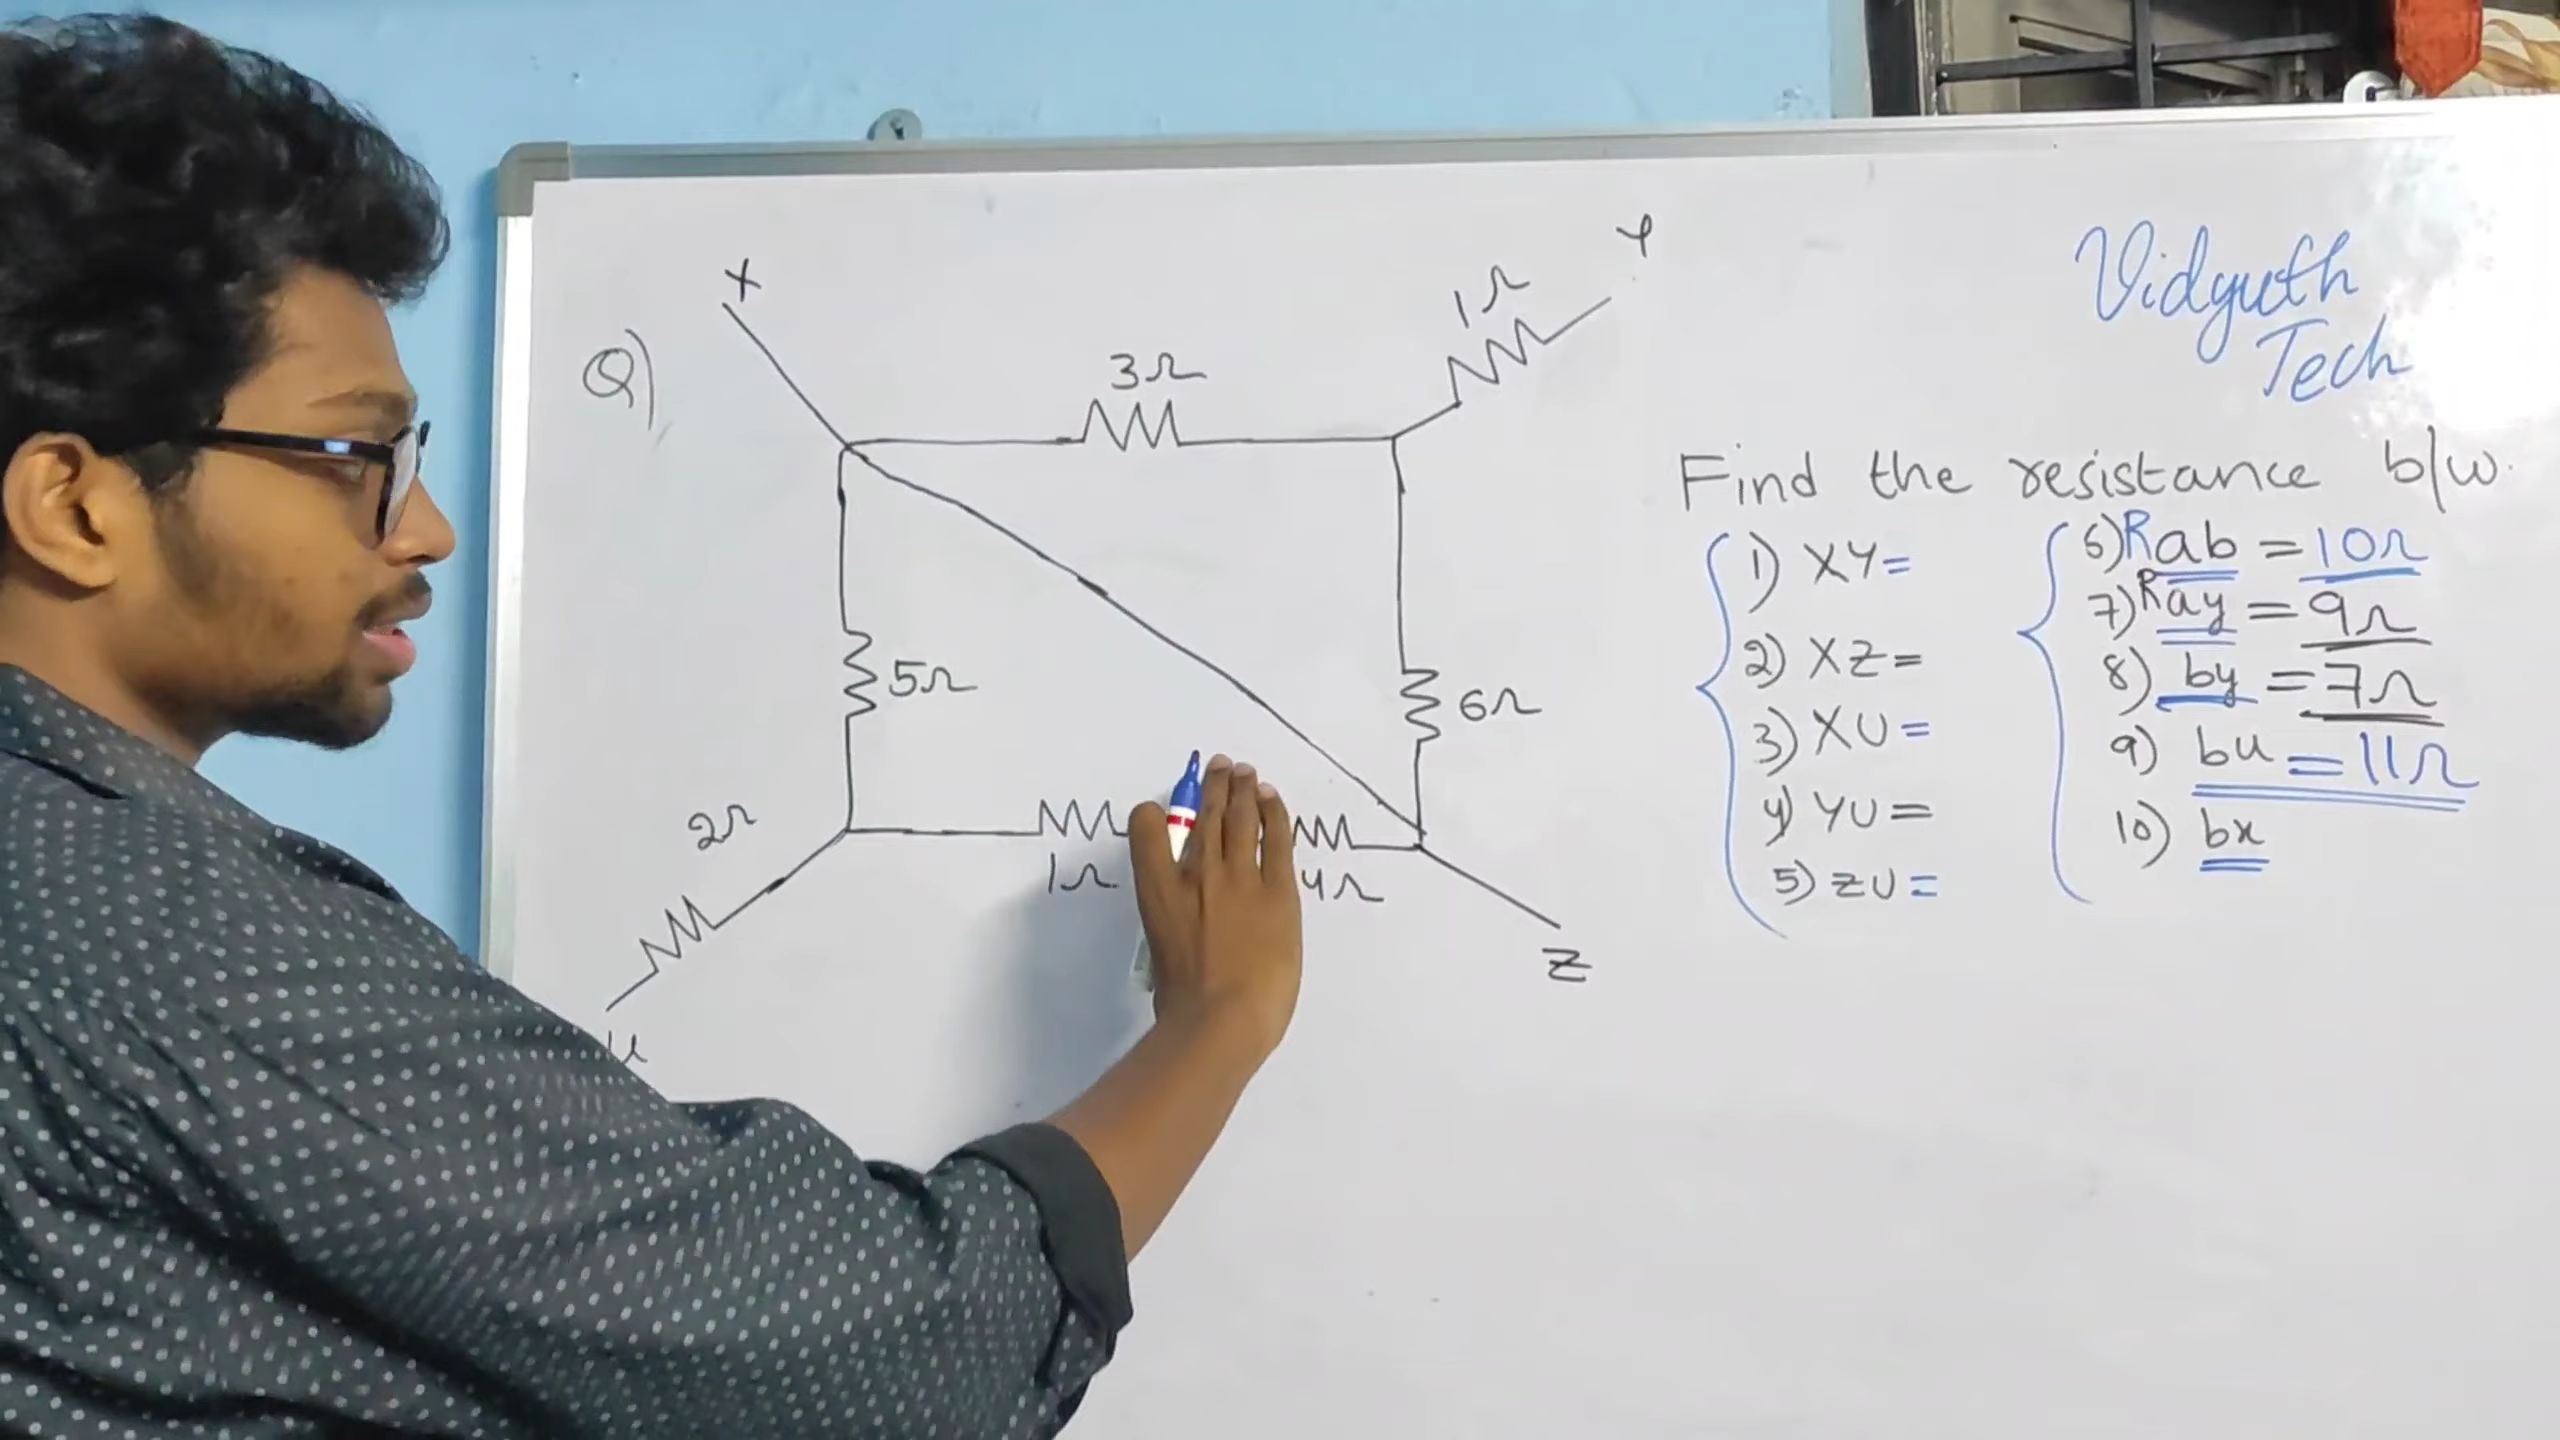 Vidyuth
Tech
Q)
X
Y
1Ω
3Ω
5Ω
6Ω
2Ω
1Ω
4Ω
u
Z
Find the resistance b/w.
1) XY=
2) XZ=
3) XU=
4) YU=
5) ZU=
6) Rab = 10Ω
7) Ray = 9Ω
8) by = 7Ω
9) bu = 11Ω
10) bx